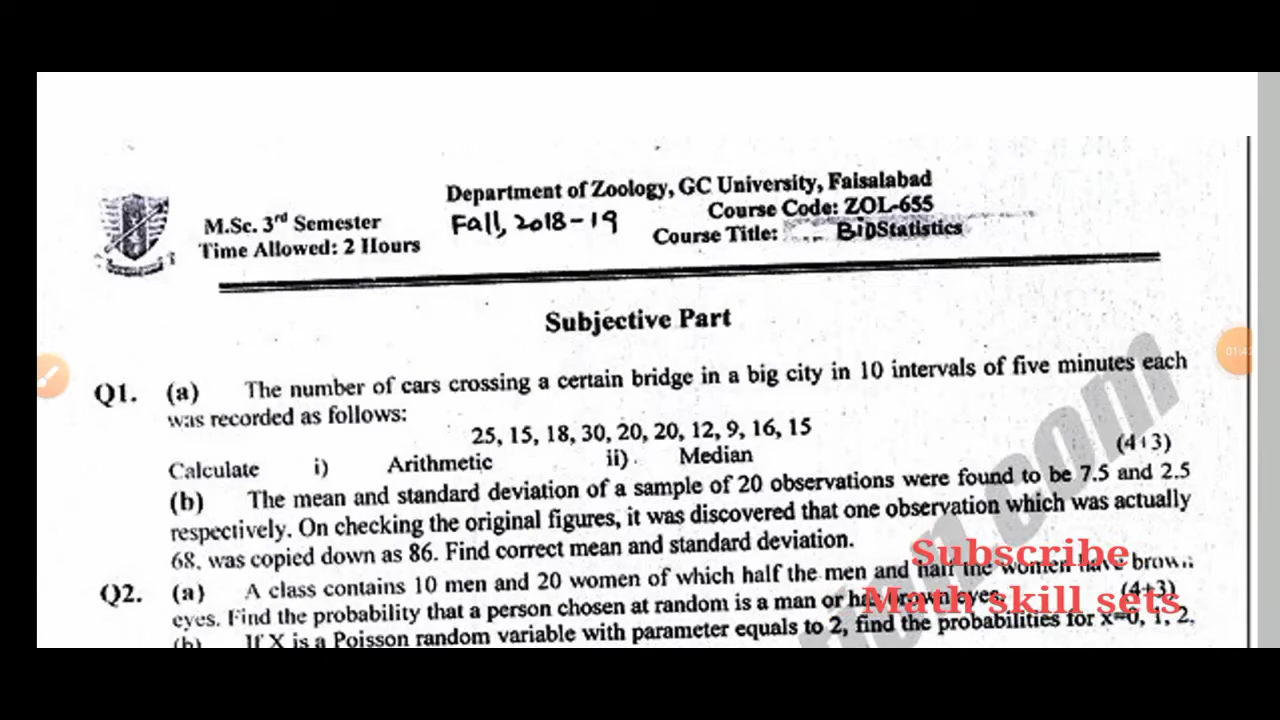 Department of Zoology, GC University, Faisalabad
M.Sc. 3rd Semester
Fall, 2018-19
Course Code: ZOL-655
Time Allowed: 2 Hours
Course Title: BioStatistics
Subjective Part
Q1. (a) The number of cars crossing a certain bridge in a big city in 10 intervals of five minutes each
was recorded as follows:
25, 15, 18, 30, 20, 20, 12, 9, 16, 15
(4+3)
Calculate i) Arithmetic ii) Median
(b) The mean and standard deviation of a sample of 20 observations were found to be 7.5 and 2.5
respectively. On checking the original figures, it was discovered that one observation which was actually
68, was copied down as 86. Find correct mean and standard deviation.
Q2. (a) A class contains 10 men and 20 women of which half the men and half the women have brown
eyes. Find the probability that a person chosen at random is a man or has brown eyes. (4+3)
(b) If X is a Poisson random variable with parameter equals to 2, find the probabilities for x=0, 1, 2,
Subscribe
Math skill sets
01:4